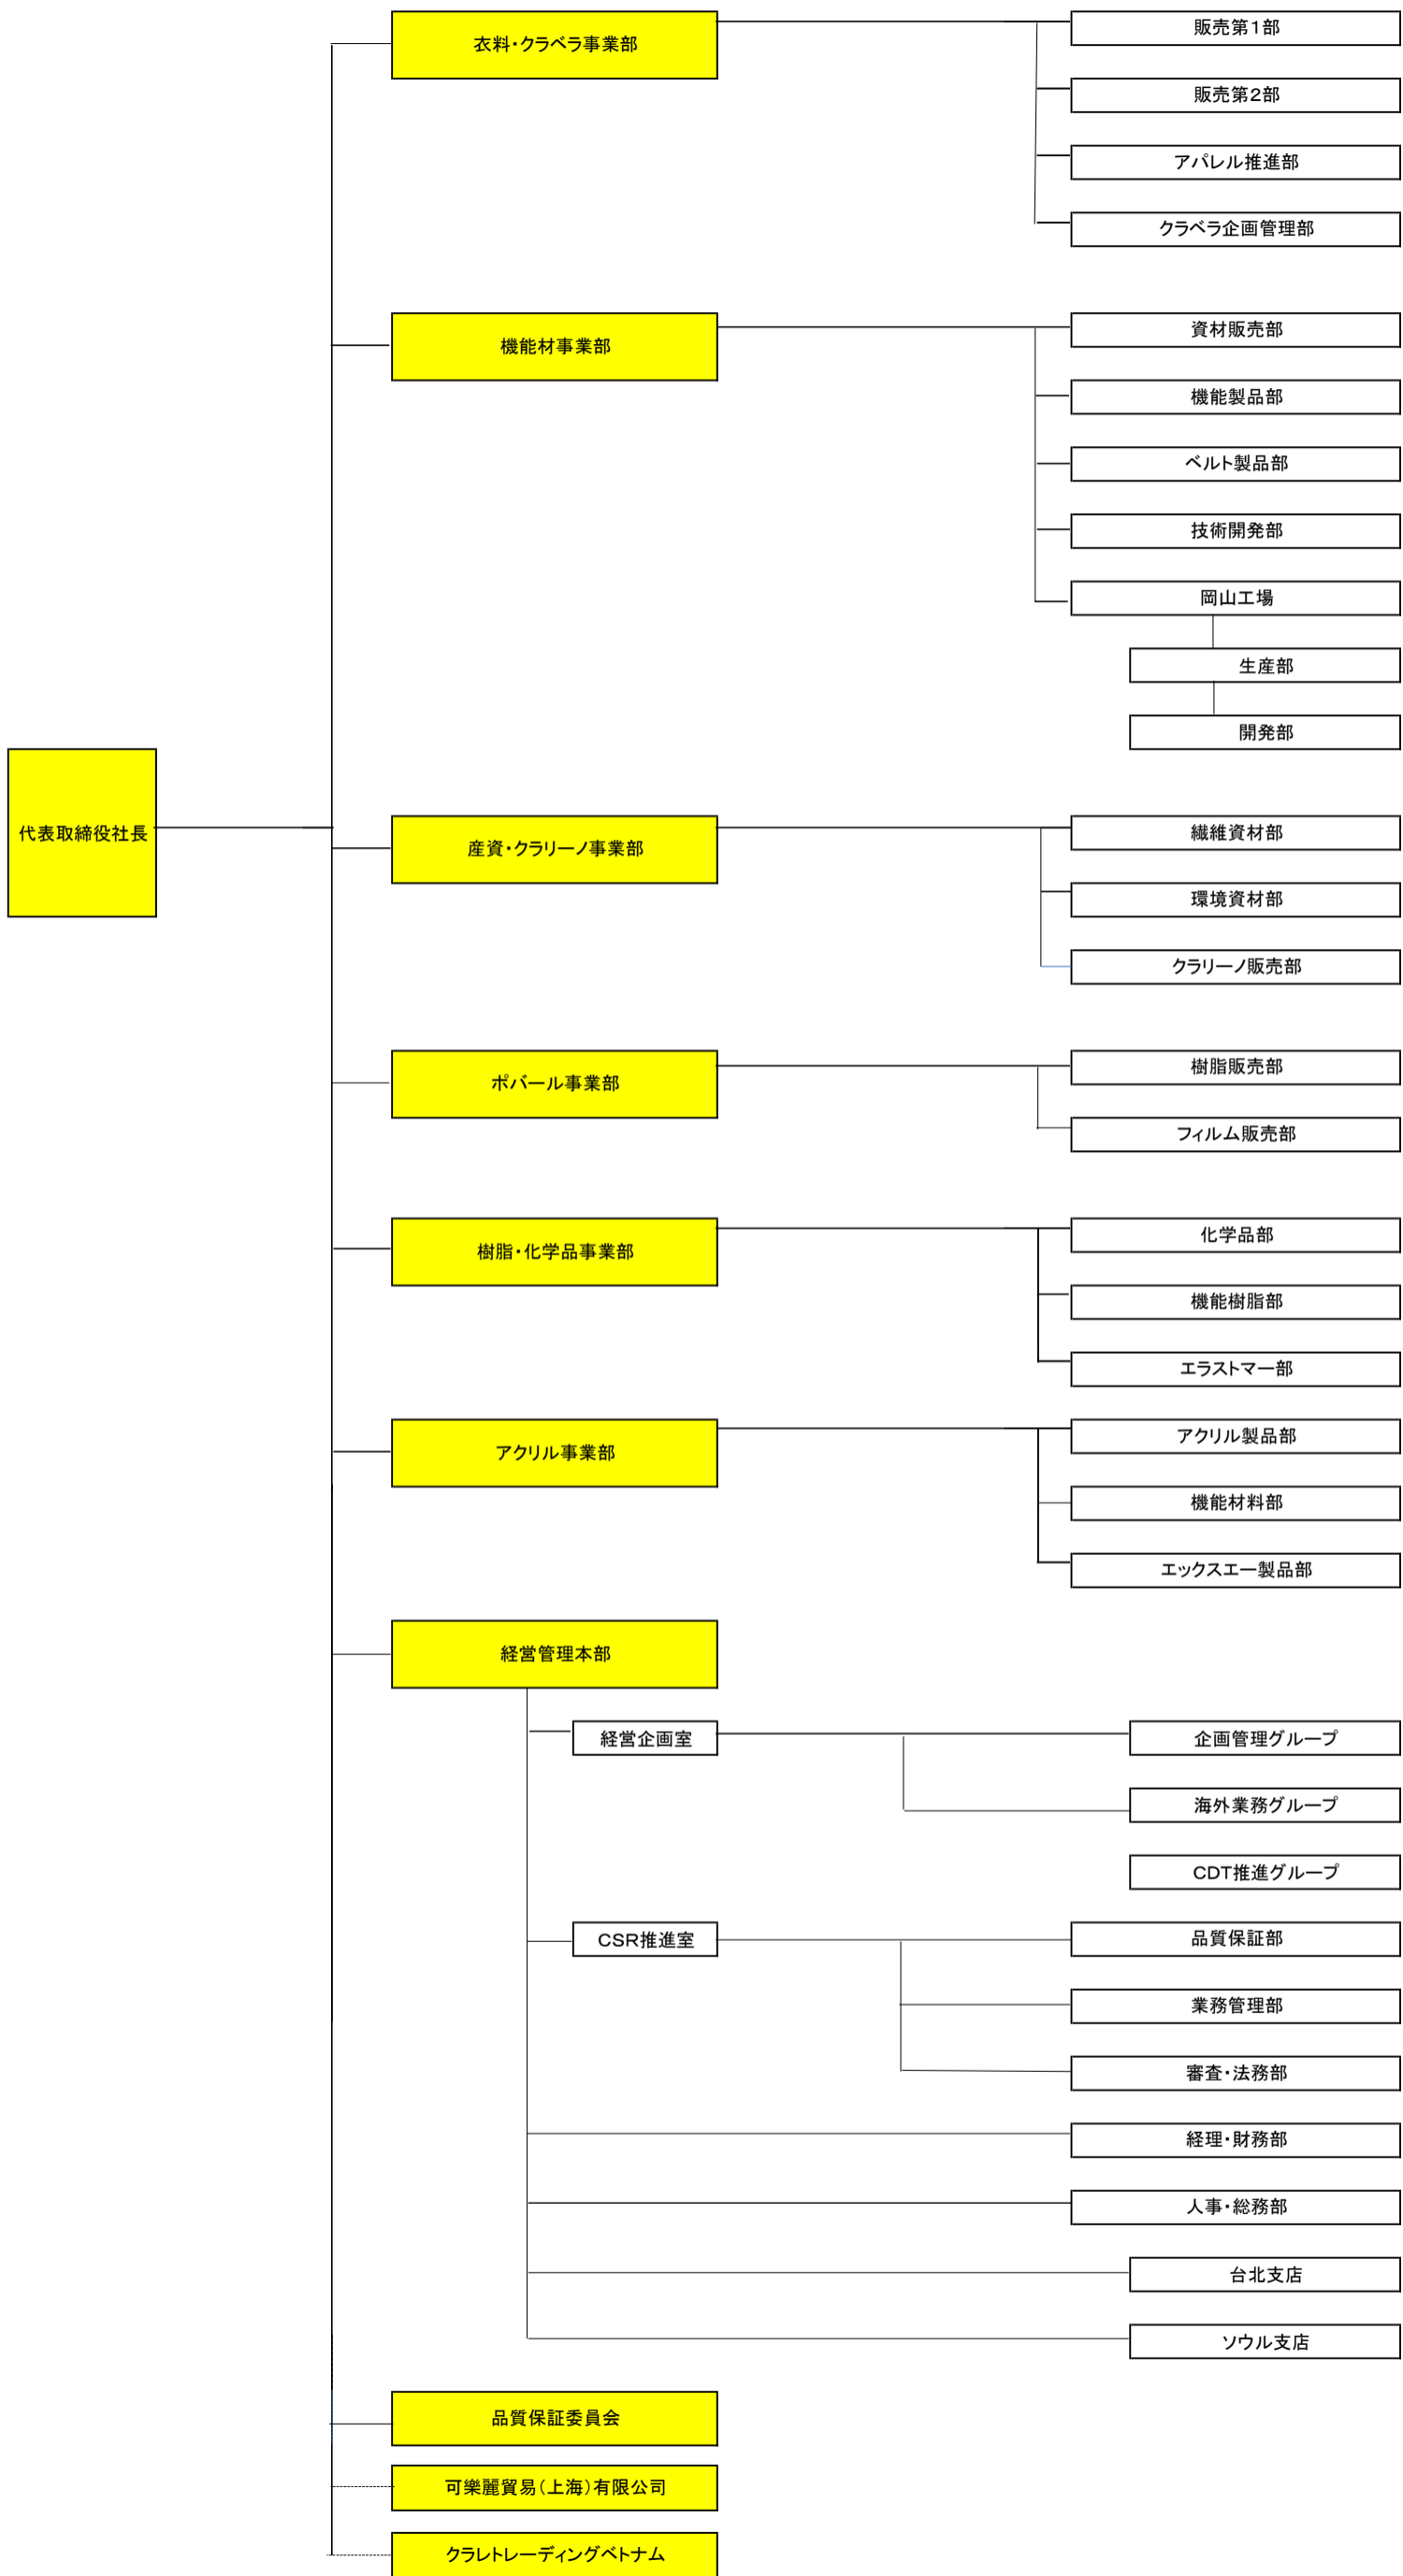 衣料・クラベラ事業部
販売第1部
販売第2部
アパレル推進部
クラベラ企画管理部
機能材事業部
資材販売部
機能製品部
ベルト製品部
技術開発部
岡山工場
生産部
開発部
代表取締役社長
産資・クラリーノ事業部
繊維資材部
環境資材部
クラリーノ販売部
ポバール事業部
樹脂販売部
フィルム販売部
樹脂・化学品事業部
化学品部
機能樹脂部
エラストマー部
アクリル事業部
アクリル製品部
機能材料部
エックスエー製品部
経営管理本部
経営企画室
企画管理グループ
海外業務グループ
CDT推進グループ
CSR推進室
品質保証部
業務管理部
審査・法務部
経理・財務部
人事・総務部
台北支店
ソウル支店
品質保証委員会
可樂麗貿易(上海)有限公司
クラレトレーディングベトナム